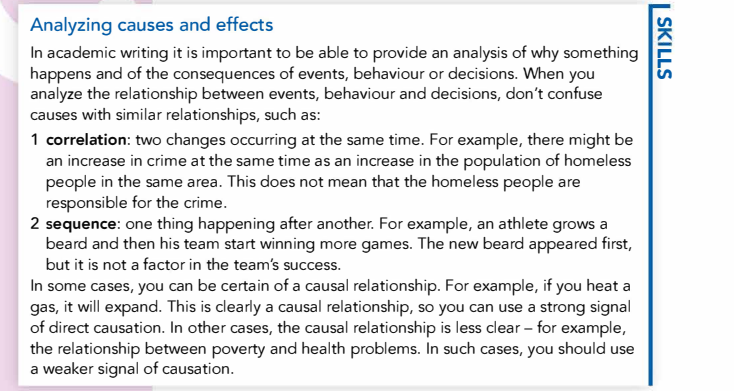 Analyzing causes and effects
In academic writing it is important to be able to provide an analysis of why something
happens and of the consequences of events, behaviour or decisions. When you
analyze the relationship between events, behaviour and decisions, don't confuse
causes with similar relationships, such as:
1 correlation: two changes occurring at the same time. For example, there might be
an increase in crime at the same time as an increase in the population of homeless
people in the same area. This does not mean that the homeless people are
responsible for the crime.
2 sequence: one thing happening after another. For example, an athlete grows a
beard and then his team start winning more games. The new beard appeared first,
but it is not a factor in the team's success.
In some cases, you can be certain of a causal relationship. For example, if you heat a
gas, it will expand. This is clearly a causal relationship, so you can use a strong signal
of direct causation. In other cases, the causal relationship is less clear – for example,
the relationship between poverty and health problems. In such cases, you should use
a weaker signal of causation.
SKILLS